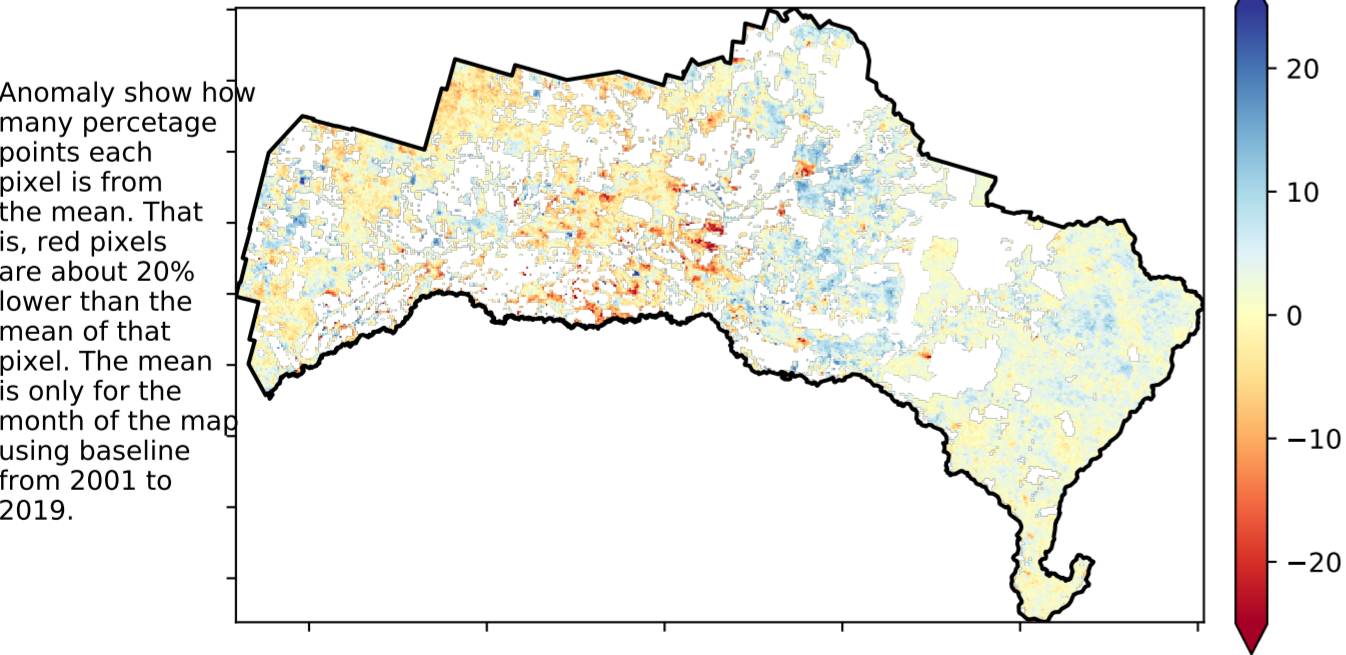 Anomaly show how
many percetage
points each
pixel is from
the mean. That
is, red pixels
are about 20%
lower than the
mean of that
pixel. The mean
is only for the
month of the map
using baseline
from 2001 to
2019.
20
10
0
−10
−20